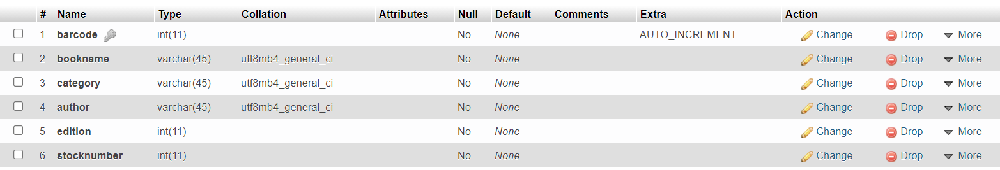 # Name Type Collation Attributes Null Default Comments Extra Action
1 barcode int(11) No None AUTO_INCREMENT Change Drop More
2 bookname varchar(45) utf8mb4_general_ci No None Change Drop More
3 category varchar(45) utf8mb4_general_ci No None Change Drop More
4 author varchar(45) utf8mb4_general_ci No None Change Drop More
5 edition int(11) No None Change Drop More
6 stocknumber int(11) No None Change Drop More